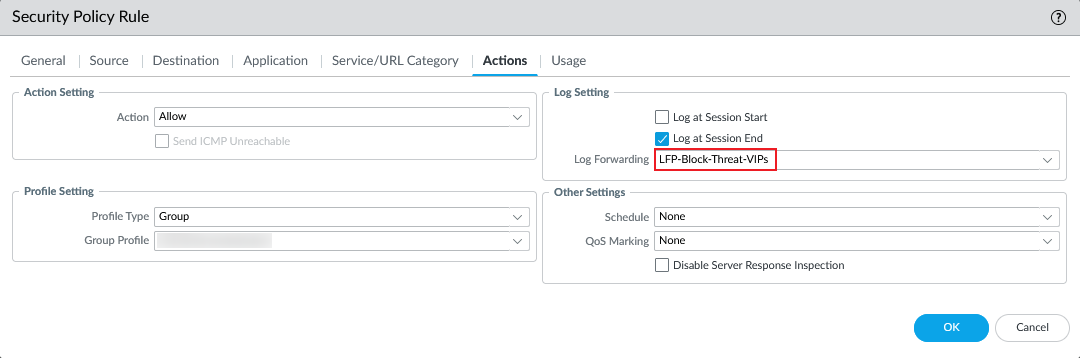 Security Policy Rule
General Source Destination Application Service/URL Category Actions Usage
Action Setting
Action Allow
Send ICMP Unreachable
Profile Setting
Profile Type Group
Group Profile
Log Setting
Log at Session Start
Log at Session End
Log Forwarding LFP-Block-Threat-VIPs
Other Settings
Schedule None
QoS Marking None
Disable Server Response Inspection
OK Cancel